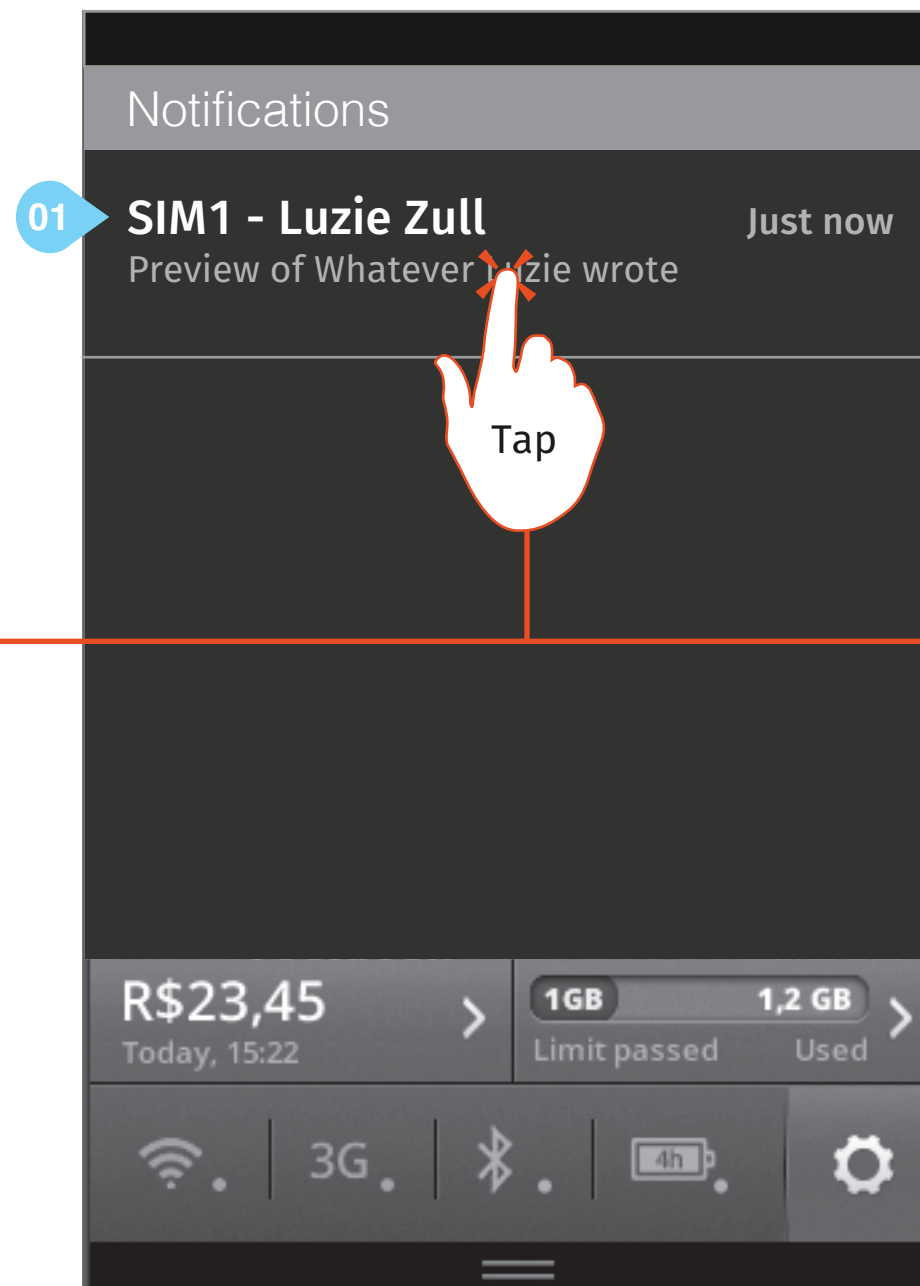 Notifications
01
SIM1 - Luzie Zull Just now
Preview of Whatever Luzie wrote
Tap
R$23,45
Today, 15:22
1GB 1,2 GB
Limit passed Used
3G 4h